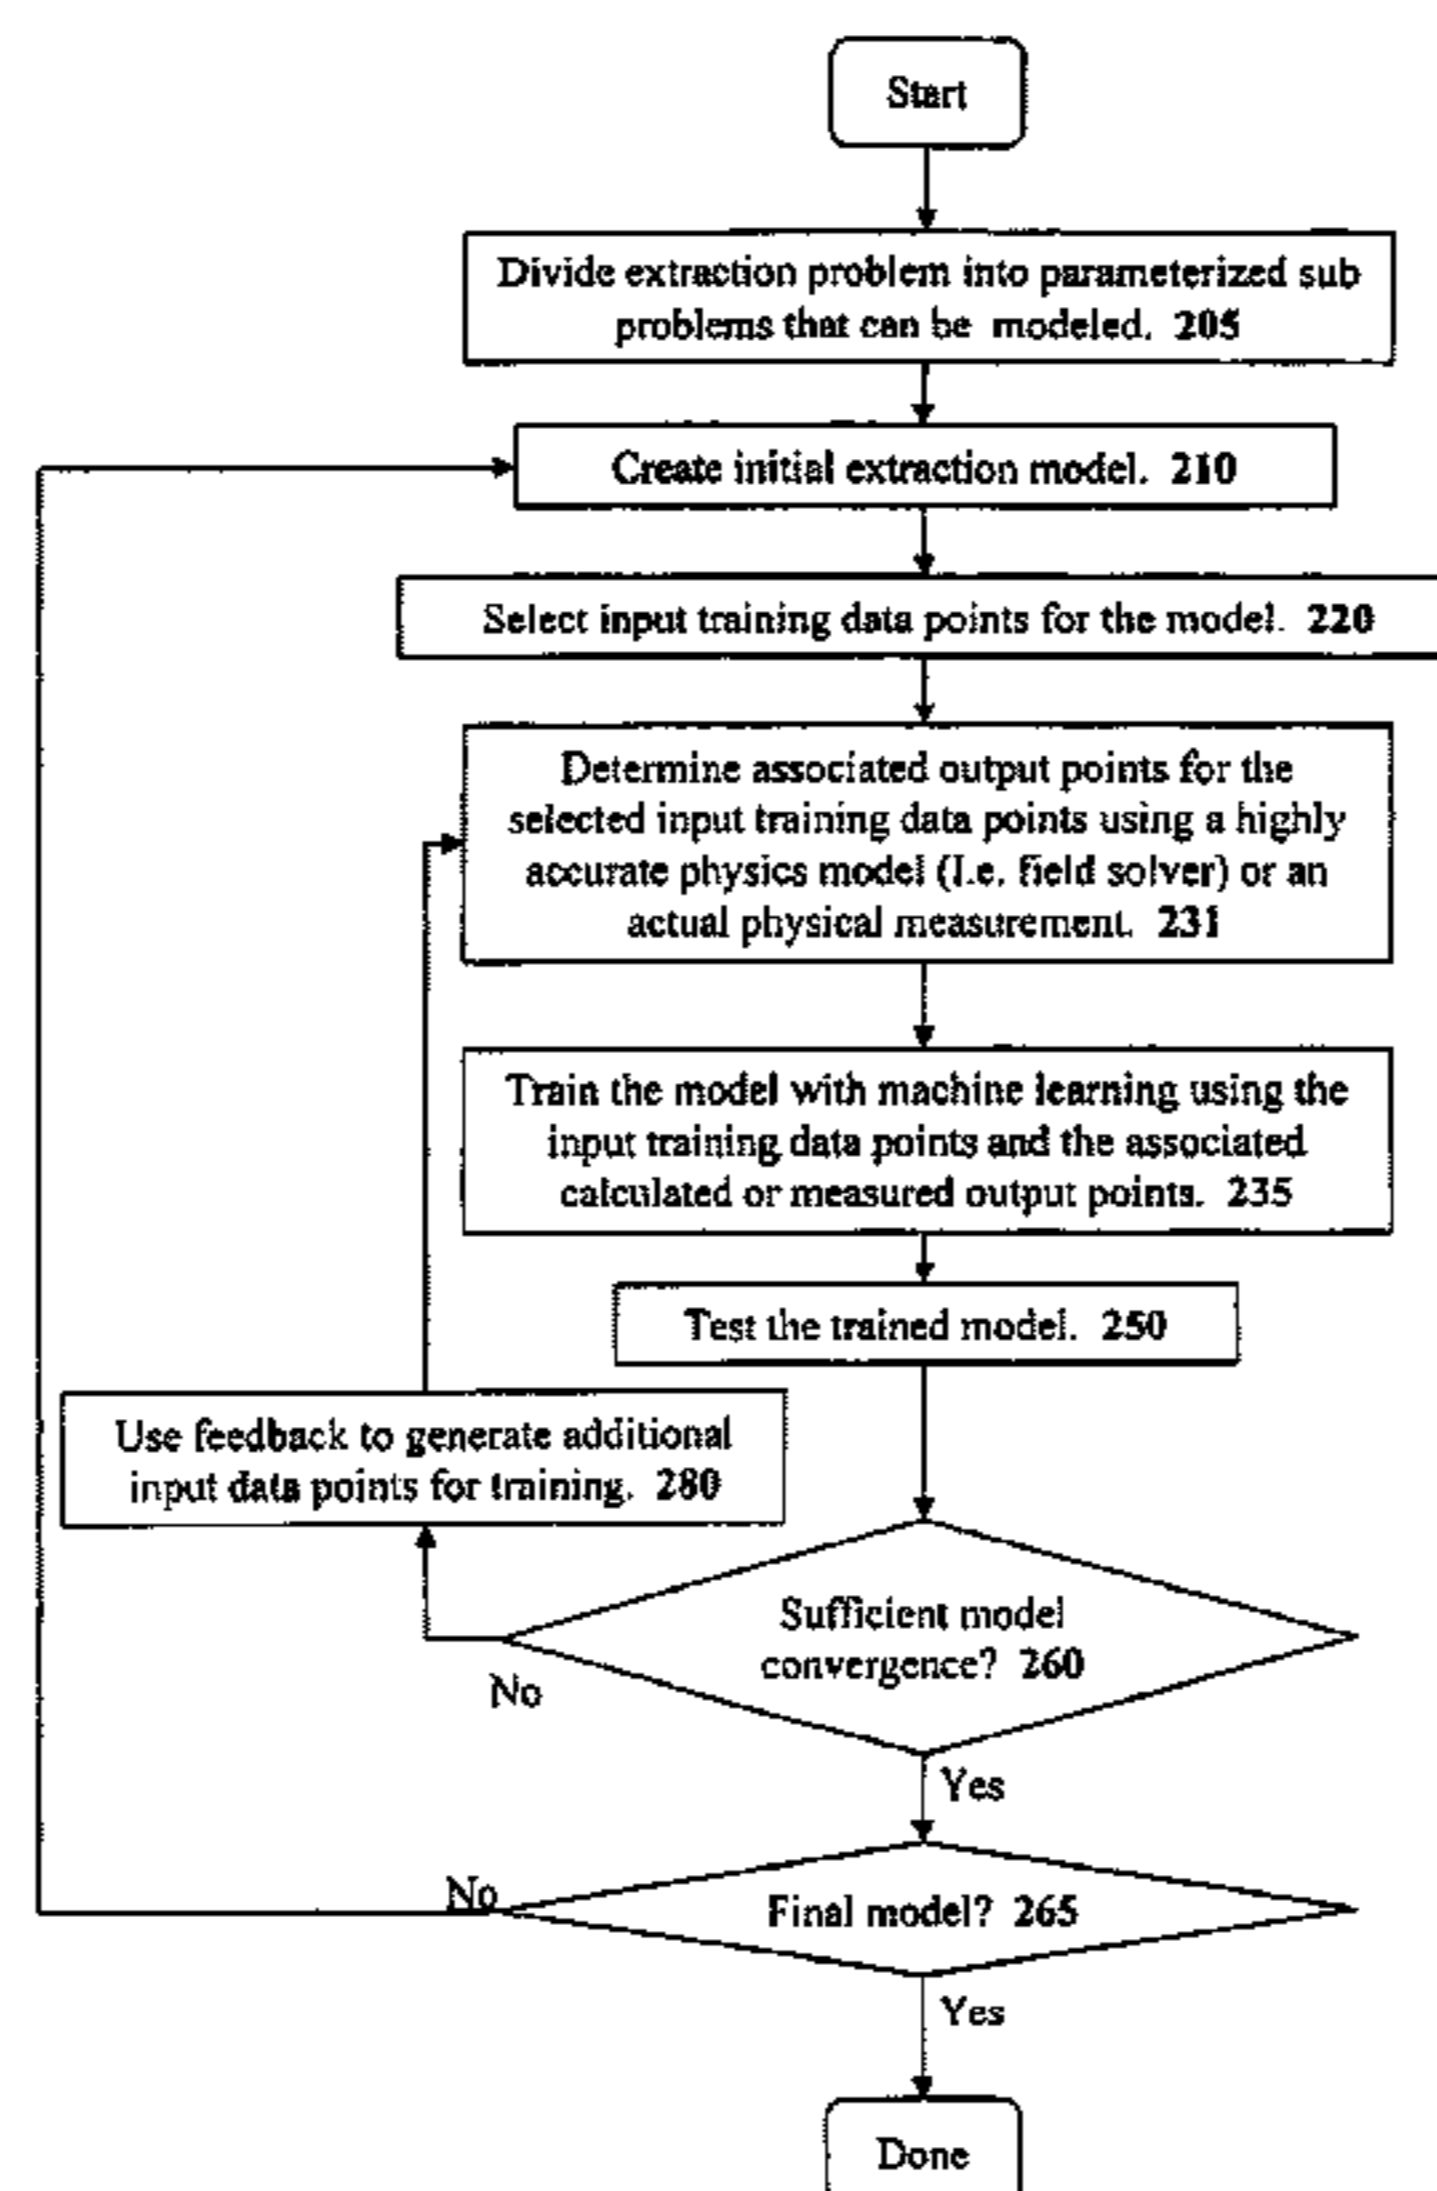 Start
Divide extraction problem into parameterized sub
problems that can be modeled. 205
Create initial extraction model. 210
Select input training data points for the model. 220
Determine associated output points for the
selected input training data points using a highly
accurate physics model (I.e. field solver) or an
actual physical measurement. 231
Train the model with machine learning using the
input training data points and the associated
calculated or measured output points. 235
Test the trained model. 250
Use feedback to generate additional
input data points for training. 280
Sufficient model
convergence? 260
No
Yes
No
Final model? 265
Yes
Done